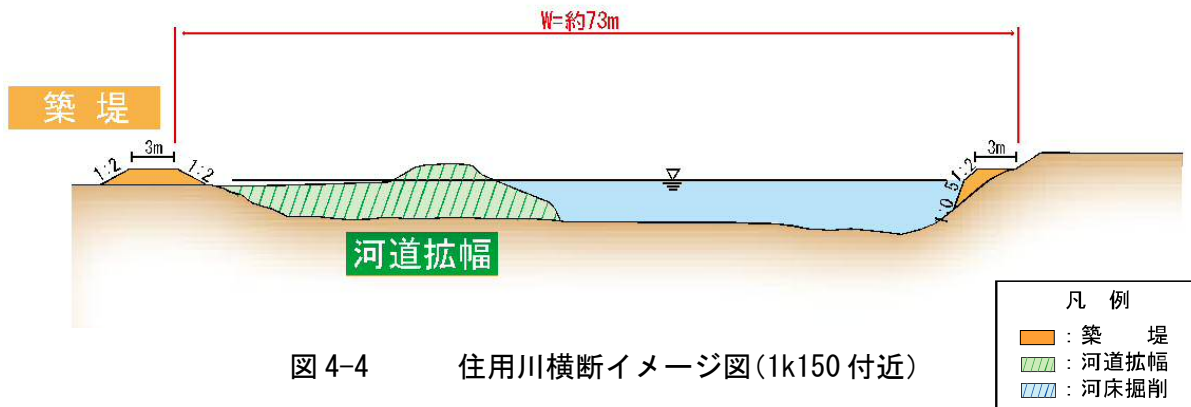 W=約73m
築 堤
3m
1:2
1:2
3m
1:2
1:0.5
河道拡幅
凡 例
: 築 堤
: 河道拡幅
: 河床掘削
図 4-4 住用川横断イメージ図(1k150 付近)